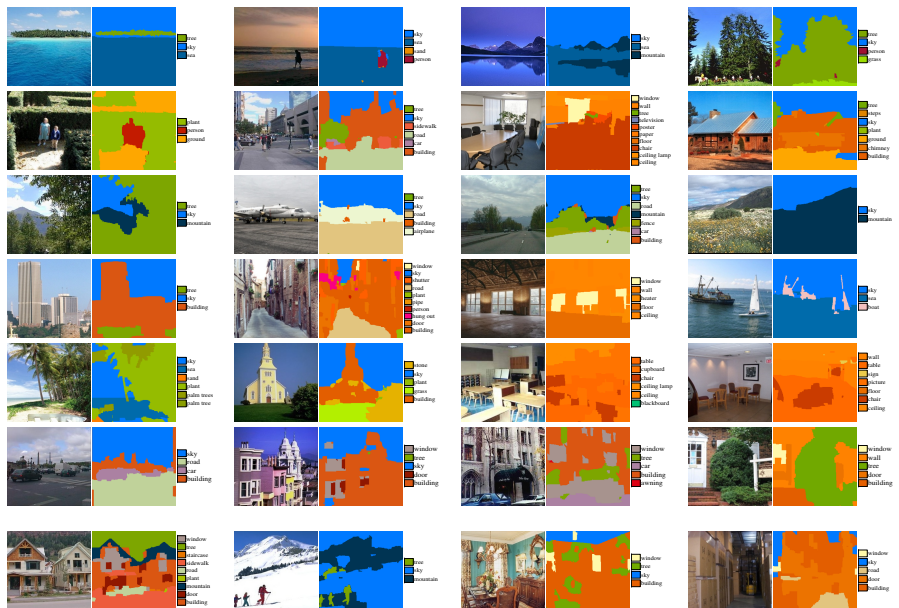 tree
sky
sea
sky
sea
sand
person
sky
sea
mountain
tree
sky
person
grass
plant
person
ground
tree
sky
sidewalk
road
car
building
window
wall
tree
television
poster
paper
floor
chair
ceiling lamp
ceiling
tree
steps
sky
plant
ground
chimney
building
tree
sky
mountain
tree
sky
road
building
airplane
tree
sky
road
mountain
fence
car
building
sky
mountain
tree
sky
building
window
sky
shutter
road
plant
pipe
person
hung out
door
building
window
wall
heater
floor
ceiling
sky
sea
boat
sky
sea
sand
plant
palm trees
palm tree
stone
sky
plant
grass
building
table
cupboard
chair
ceiling lamp
ceiling
blackboard
wall
table
sign
picture
floor
chair
ceiling
sky
road
car
building
window
tree
sky
door
building
window
tree
car
building
awning
window
wall
tree
door
building
window
tree
staircase
sidewalk
road
plant
mountain
door
building
tree
sky
mountain
window
tree
sky
building
window
sky
road
door
building